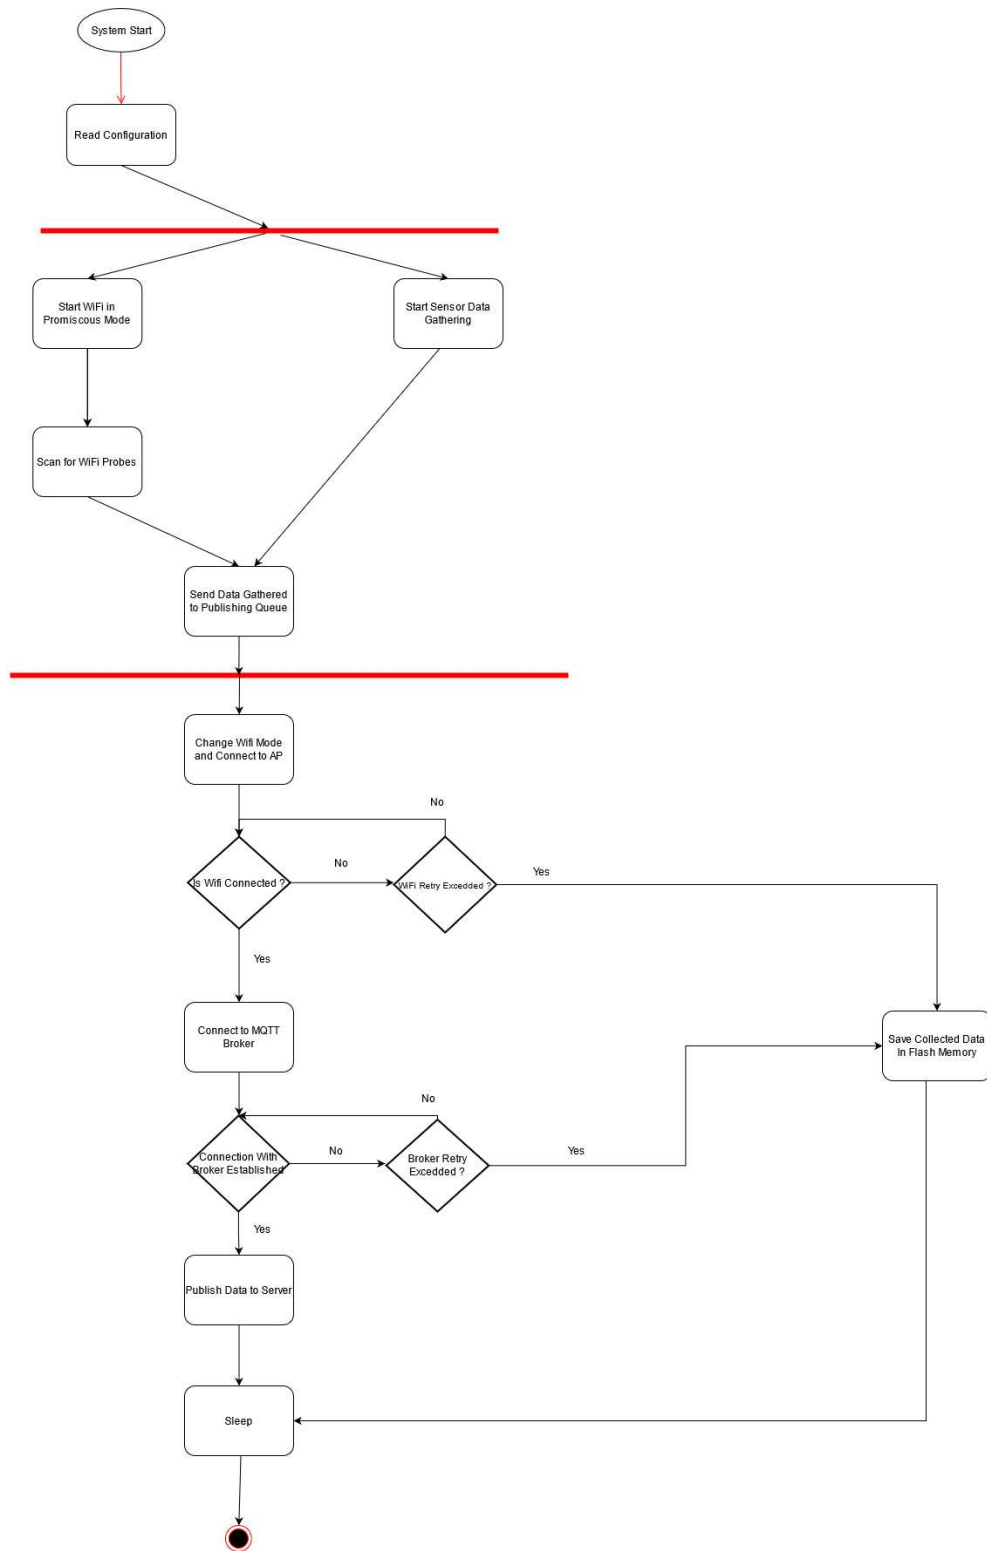 System Start
Read Configuration
Start WiFi in
Promiscous Mode
Start Sensor Data
Gathering
Scan for WiFi Probes
Send Data Gathered
to Publishing Queue
Change Wifi Mode
and Connect to AP
No
Is Wifi Connected ?
No
WiFi Retry Excedded ?
Yes
Yes
Connect to MQTT
Broker
Save Collected Data
In Flash Memory
No
Connection With
Broker Established
No
Broker Retry
Excedded ?
Yes
Yes
Publish Data to Server
Sleep